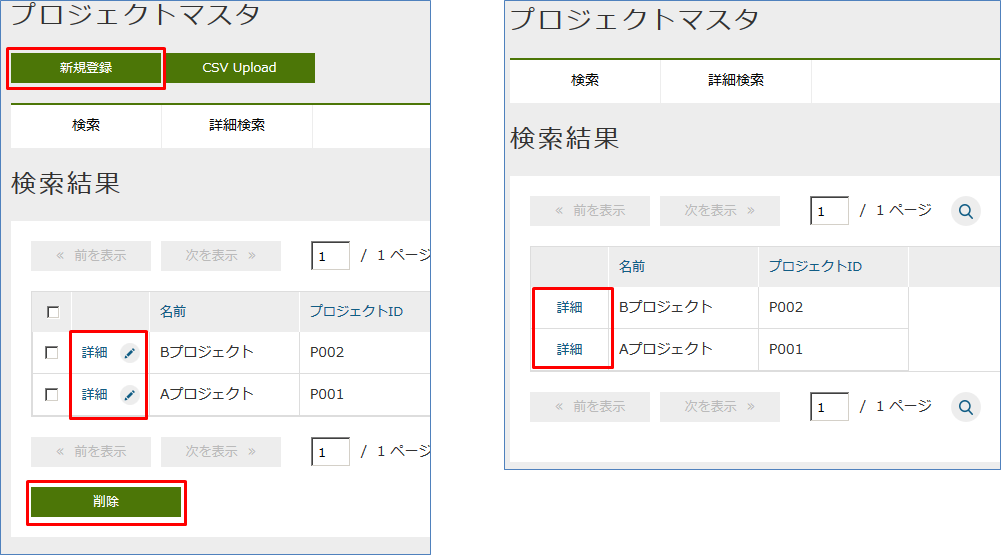 プロジェクトマスタ
新規登録 CSV Upload
検索 詳細検索
検索結果
« 前を表示 次を表示 » 1 / 1 ページ
名前 プロジェクトID
詳細 Bプロジェクト P002
詳細 Aプロジェクト P001
« 前を表示 次を表示 » 1 / 1 ページ
削除
プロジェクトマスタ
検索 詳細検索
検索結果
« 前を表示 次を表示 » 1 / 1 ページ
名前 プロジェクトID
詳細 Bプロジェクト P002
詳細 Aプロジェクト P001
« 前を表示 次を表示 » 1 / 1 ページ